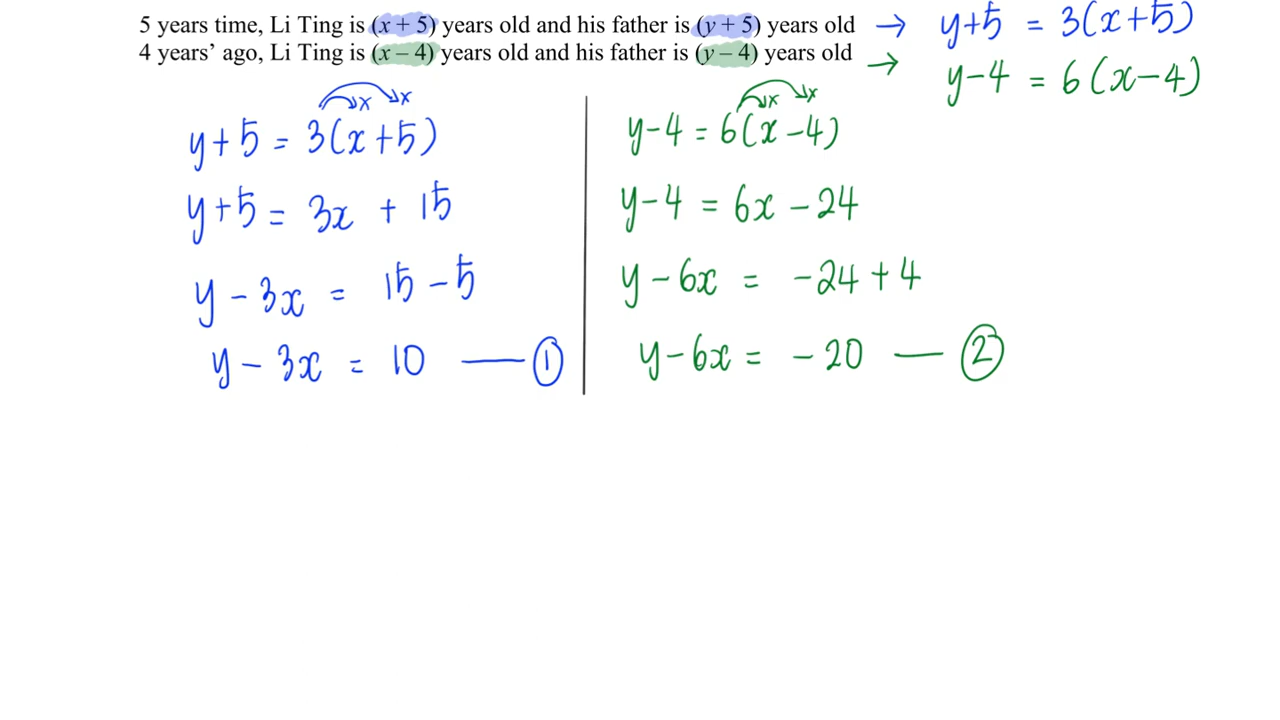 5 years time, Li Ting is (x + 5) years old and his father is (y + 5) years old → y+5 = 3(x+5)
4 years’ ago, Li Ting is (x – 4) years old and his father is (y – 4) years old → y-4 = 6(x-4)
x x
y+5 = 3(x+5)
y+5 = 3x + 15
y - 3x = 15 - 5
y - 3x = 10 — ①
x x
y-4 = 6(x-4)
y-4 = 6x - 24
y - 6x = -24 + 4
y - 6x = -20 — ②